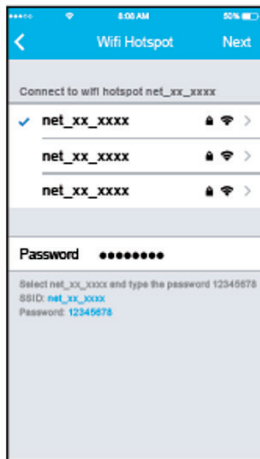 8:08 AM 50%
Wifi Hotspot Next
Connect to wifi hotspot net_xx_xxxx
net_xx_xxxx
net_xx_xxxx
net_xx_xxxx
Password ●●●●●●●●
Select net_xx_xxxx and type the password 12345678
SSID: net_xx_xxxx
Password: 12345678